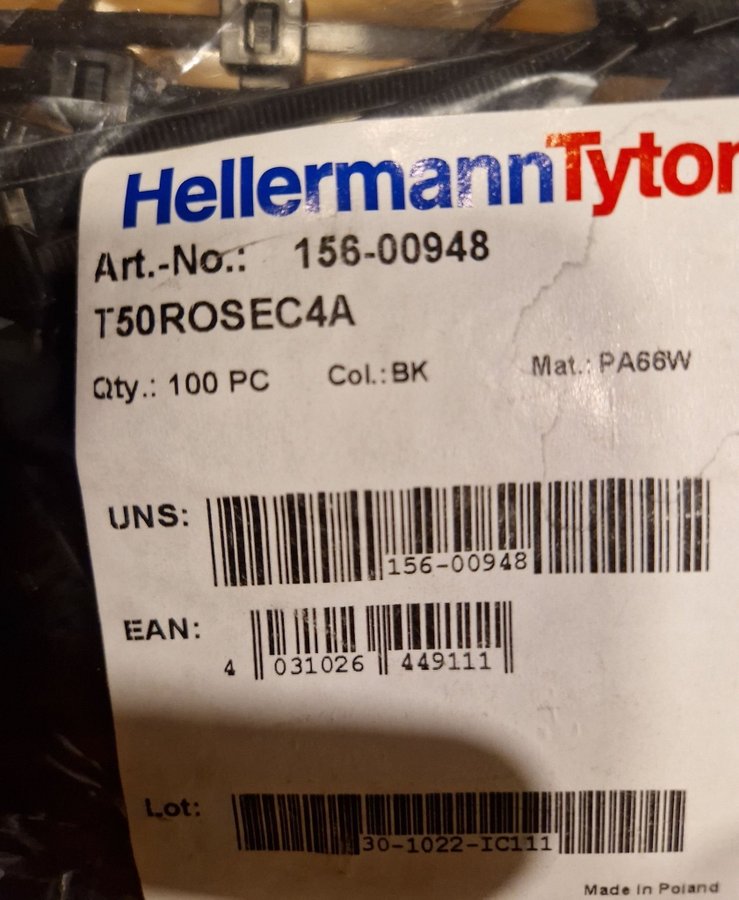 HellermannTyton
Art.-No.: 156-00948
T50ROSEC4A
Qty.: 100 PC Col.: BK Mat.: PA66W
UNS:
156-00948
EAN:
4 031026 449111
Lot:
30-1022-IC111
Made in Poland